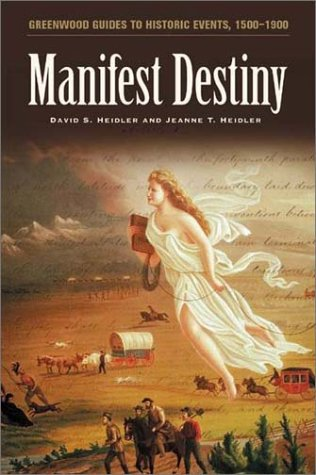 GREENWOOD GUIDES TO HISTORIC EVENTS, 1500–1900
Manifest Destiny
DAVID S. HEIDLER AND JEANNE T. HEIDLER